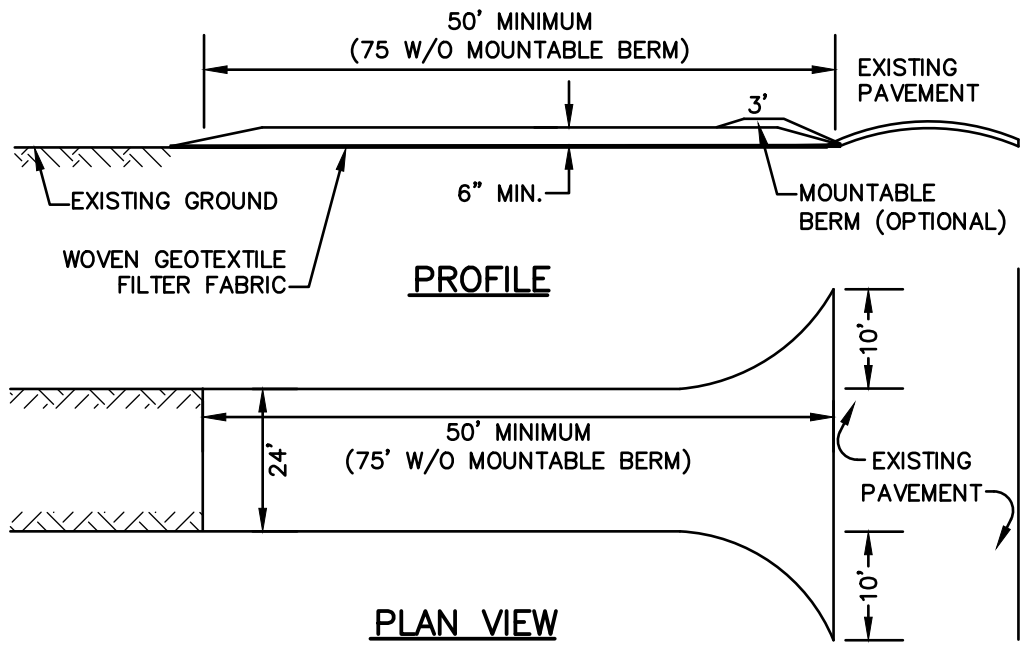 50' MINIMUM
(75 W/O MOUNTABLE BERM)
EXISTING
PAVEMENT
3'
EXISTING GROUND
6" MIN.
MOUNTABLE
BERM (OPTIONAL)
WOVEN GEOTEXTILE
FILTER FABRIC
PROFILE
10'
50' MINIMUM
(75' W/O MOUNTABLE BERM)
24'
EXISTING
PAVEMENT
10'
PLAN VIEW